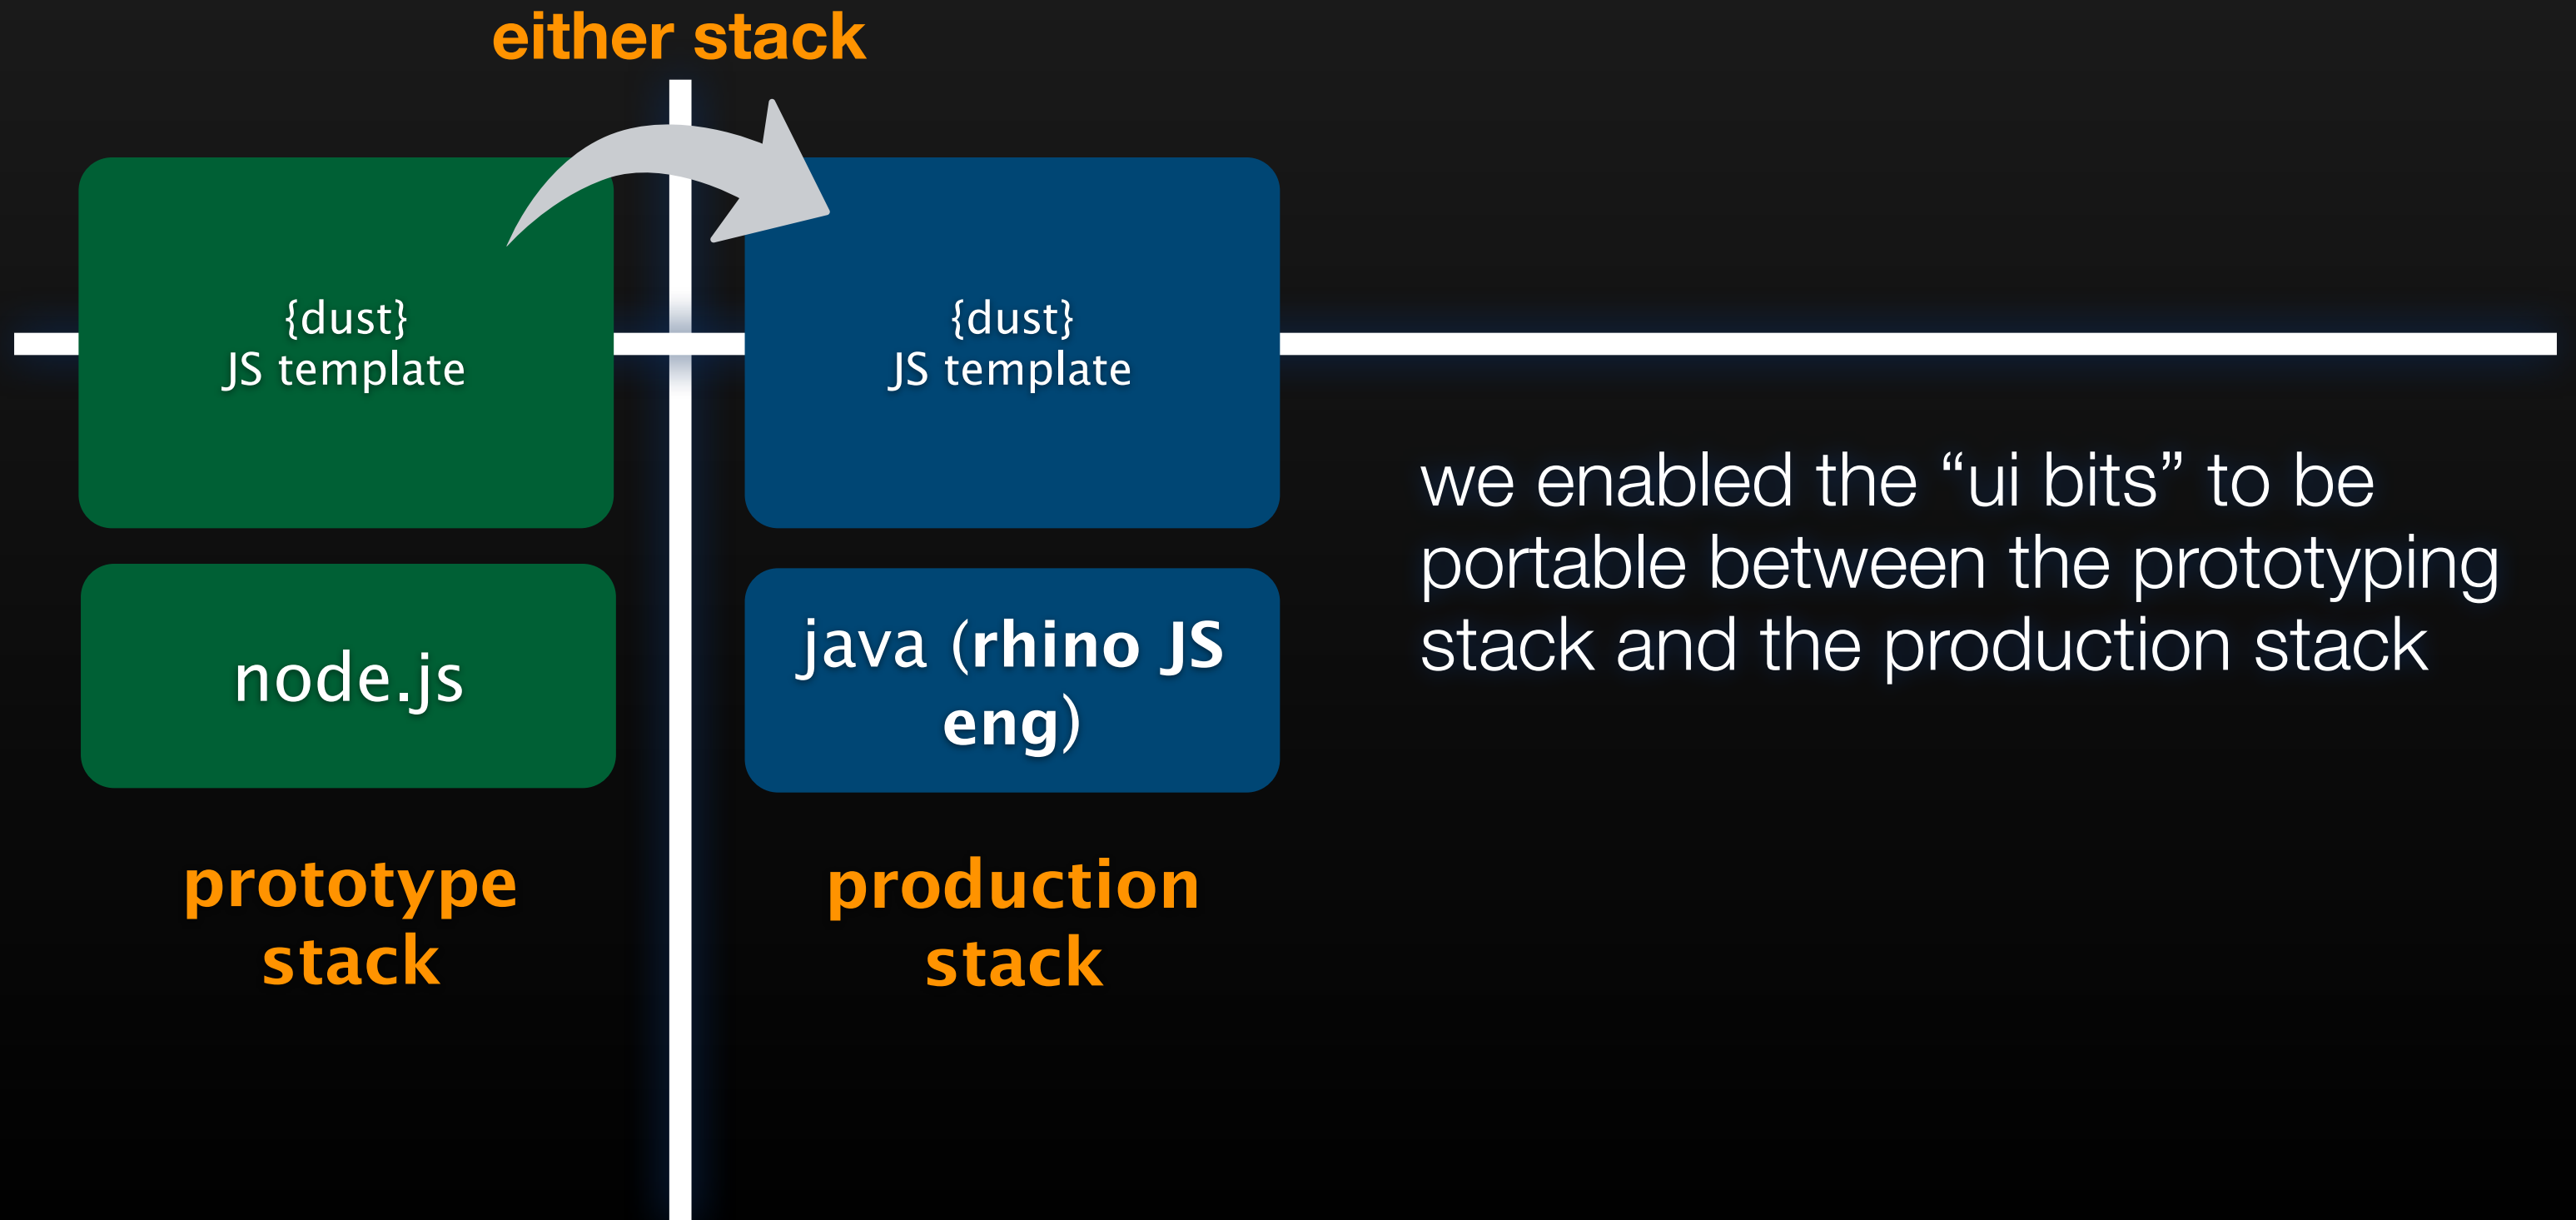 either stack
{dust}
JS template
{dust}
JS template
node.js
java (rhino JS
eng)
prototype
stack
production
stack
we enabled the “ui bits” to be
portable between the prototyping
stack and the production stack